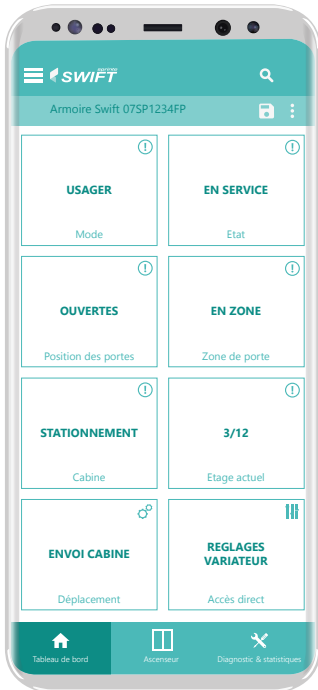 SWIFT
Armoire Swift 07SP1234FP
USAGER
Mode
EN SERVICE
Etat
OUVERTES
Position des portes
EN ZONE
Zone de porte
STATIONNEMENT
Cabine
3/12
Etage actuel
ENVOI CABINE
Déplacement
REGLAGES
VARIATEUR
Accès direct
Tableau de bord
Ascenseur
Diagnostic & statistiques